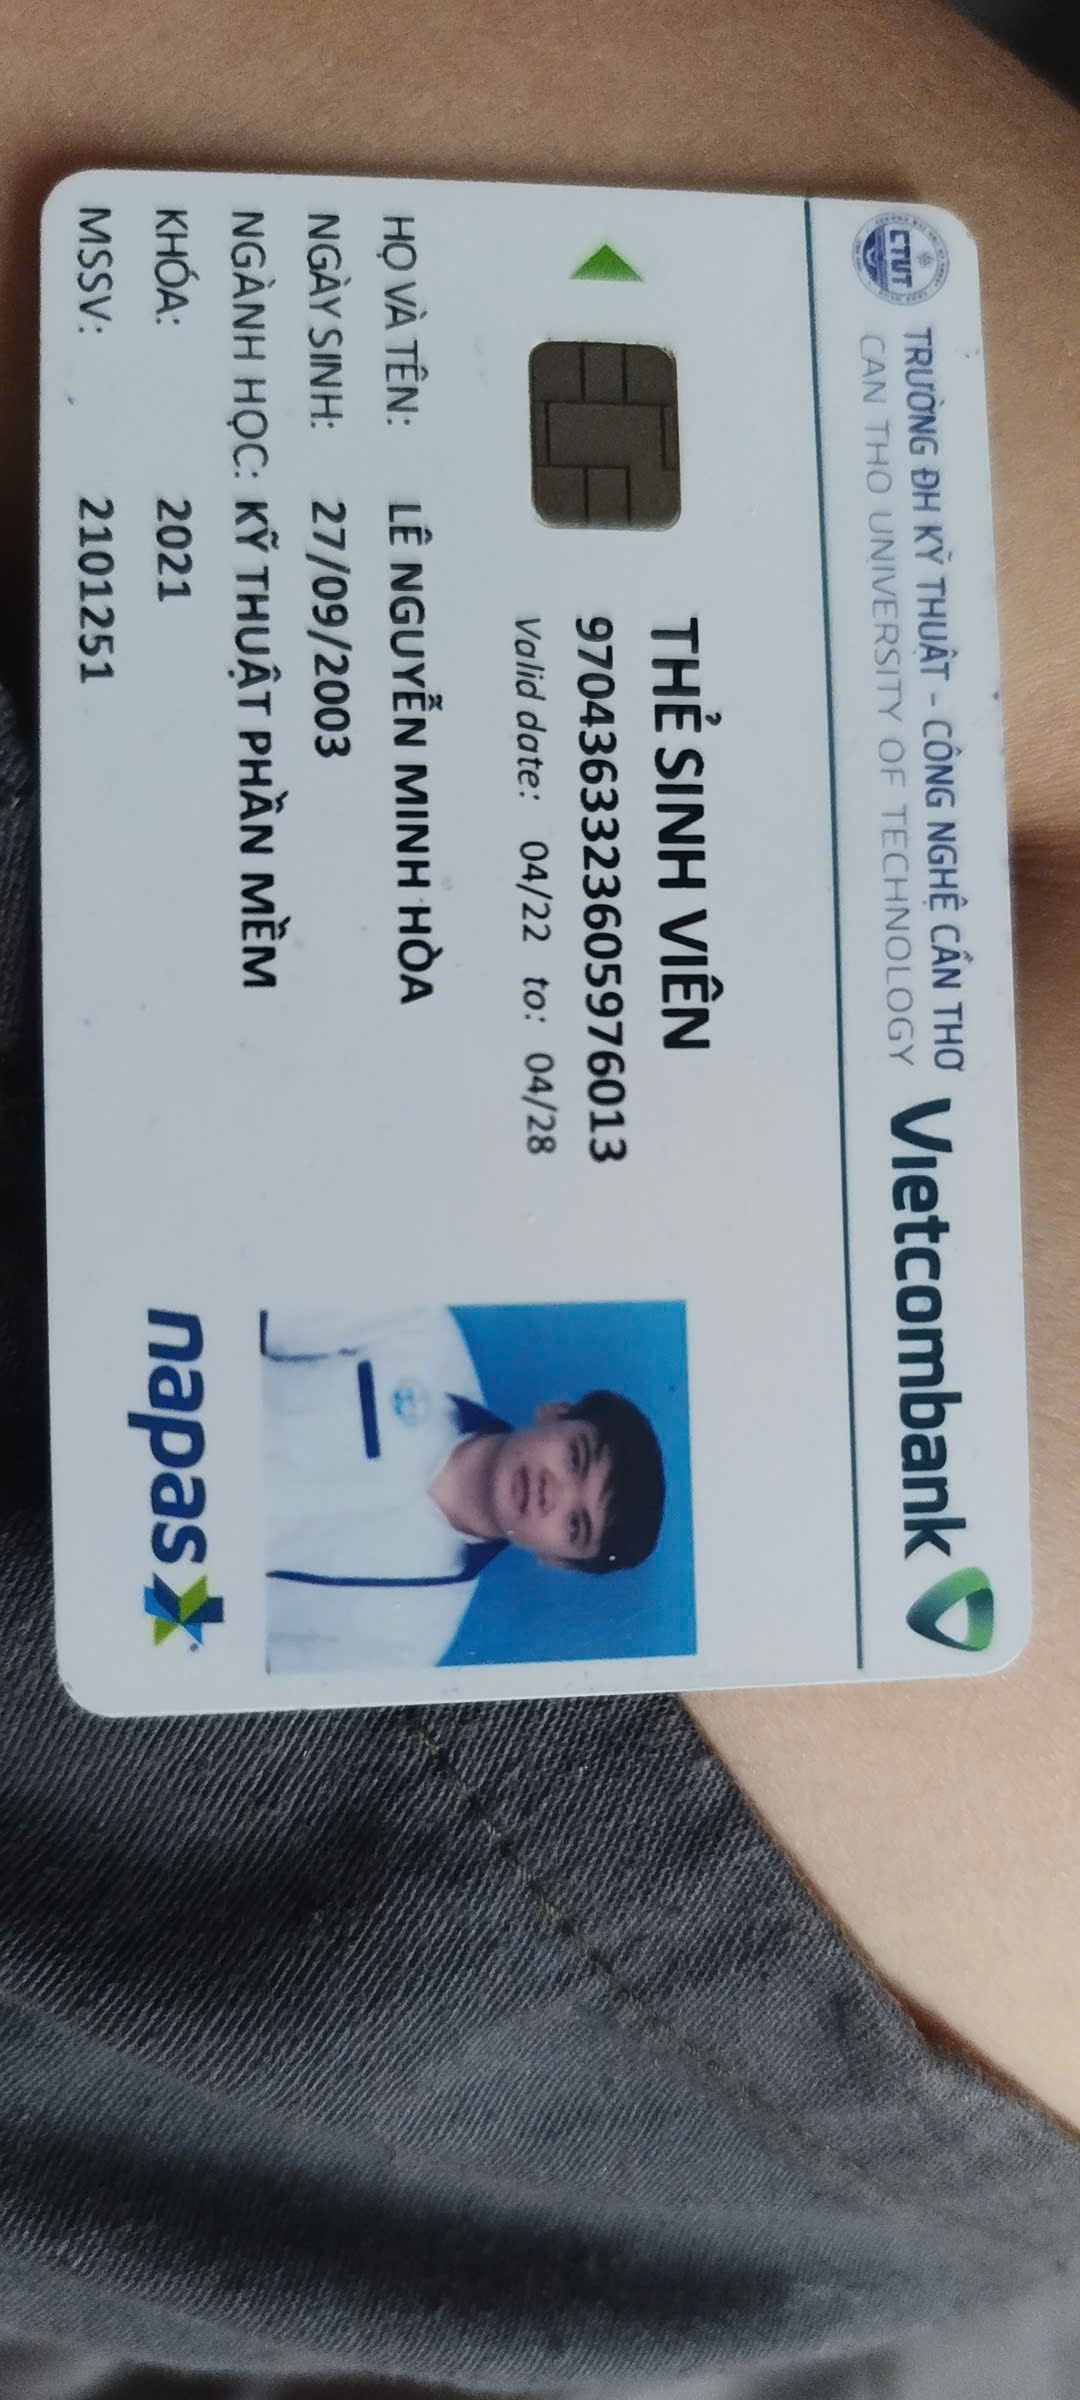 CTUT
TRƯỜNG ĐH KỸ THUẬT - CÔNG NGHỆ CẦN THƠ
CAN THO UNIVERSITY OF TECHNOLOGY
Vietcombank
THẺ SINH VIÊN
9704363323605976013
Valid date: 04/22 to: 04/28
HỌ VÀ TÊN: LÊ NGUYỄN MINH HÒA
NGÀY SINH: 27/09/2003
NGÀNH HỌC: KỸ THUẬT PHẦN MỀM
KHÓA: 2021
MSSV: 2101251
napas